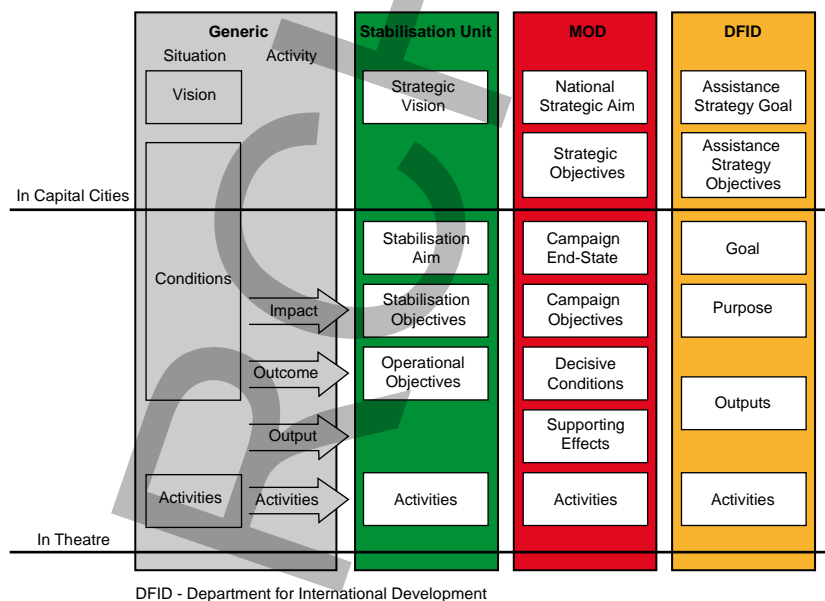 Generic
Situation
Activity
Vision
Conditions
Impact
Outcome
Output
Activities
Activities
Stabilisation Unit
Strategic
Vision
Stabilisation
Aim
Stabilisation
Objectives
Operational
Objectives
Activities
MOD
National
Strategic Aim
Strategic
Objectives
Campaign
End-State
Campaign
Objectives
Decisive
Conditions
Supporting
Effects
Activities
DFID
Assistance
Strategy Goal
Assistance
Strategy
Objectives
Goal
Purpose
Outputs
Activities
In Capital Cities
In Theatre
DFID - Department for International Development